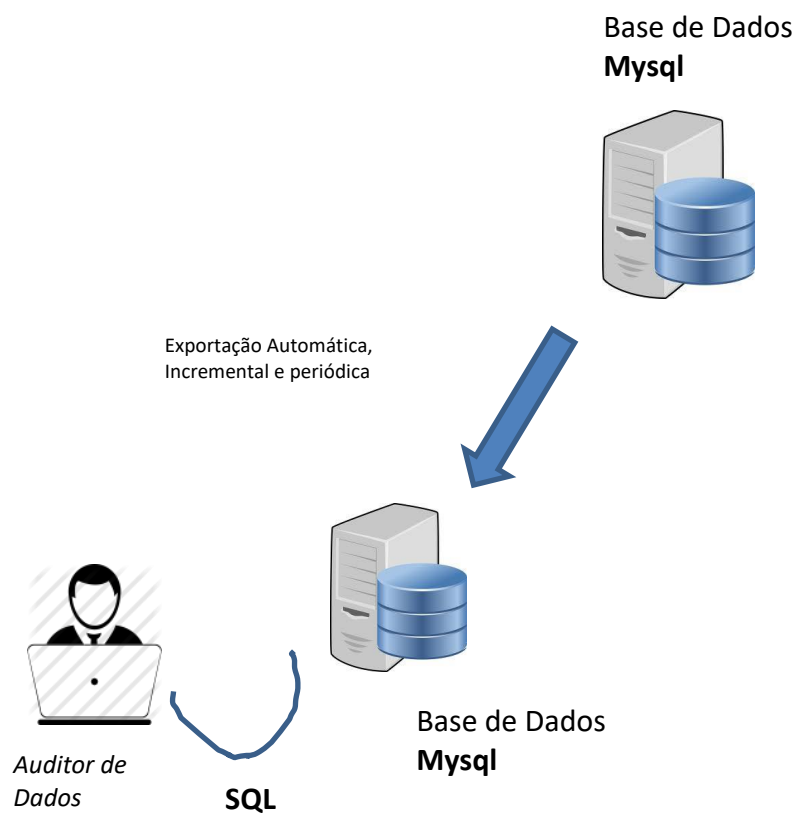 Base de Dados
Mysql
Exportação Automática,
Incremental e periódica
Base de Dados
Mysql
Auditor de
Dados
SQL